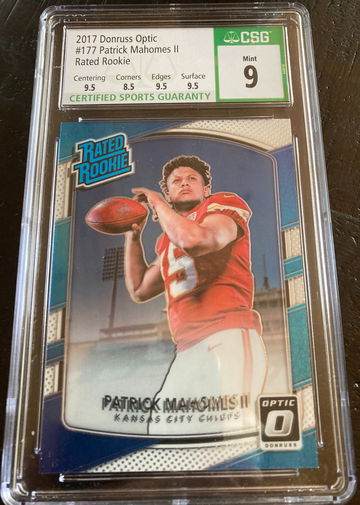 2017 Donruss Optic
#177 Patrick Mahomes II
Rated Rookie
Centering Corners Edges Surface
9.5 8.5 9.5 9.5
CERTIFIED SPORTS GUARANTY
CSG
Mint
9
RATED
ROOKIE
15
PATRICK MAHOMES II
KANSAS CITY CHIEFS
OPTIC
DONRUSS